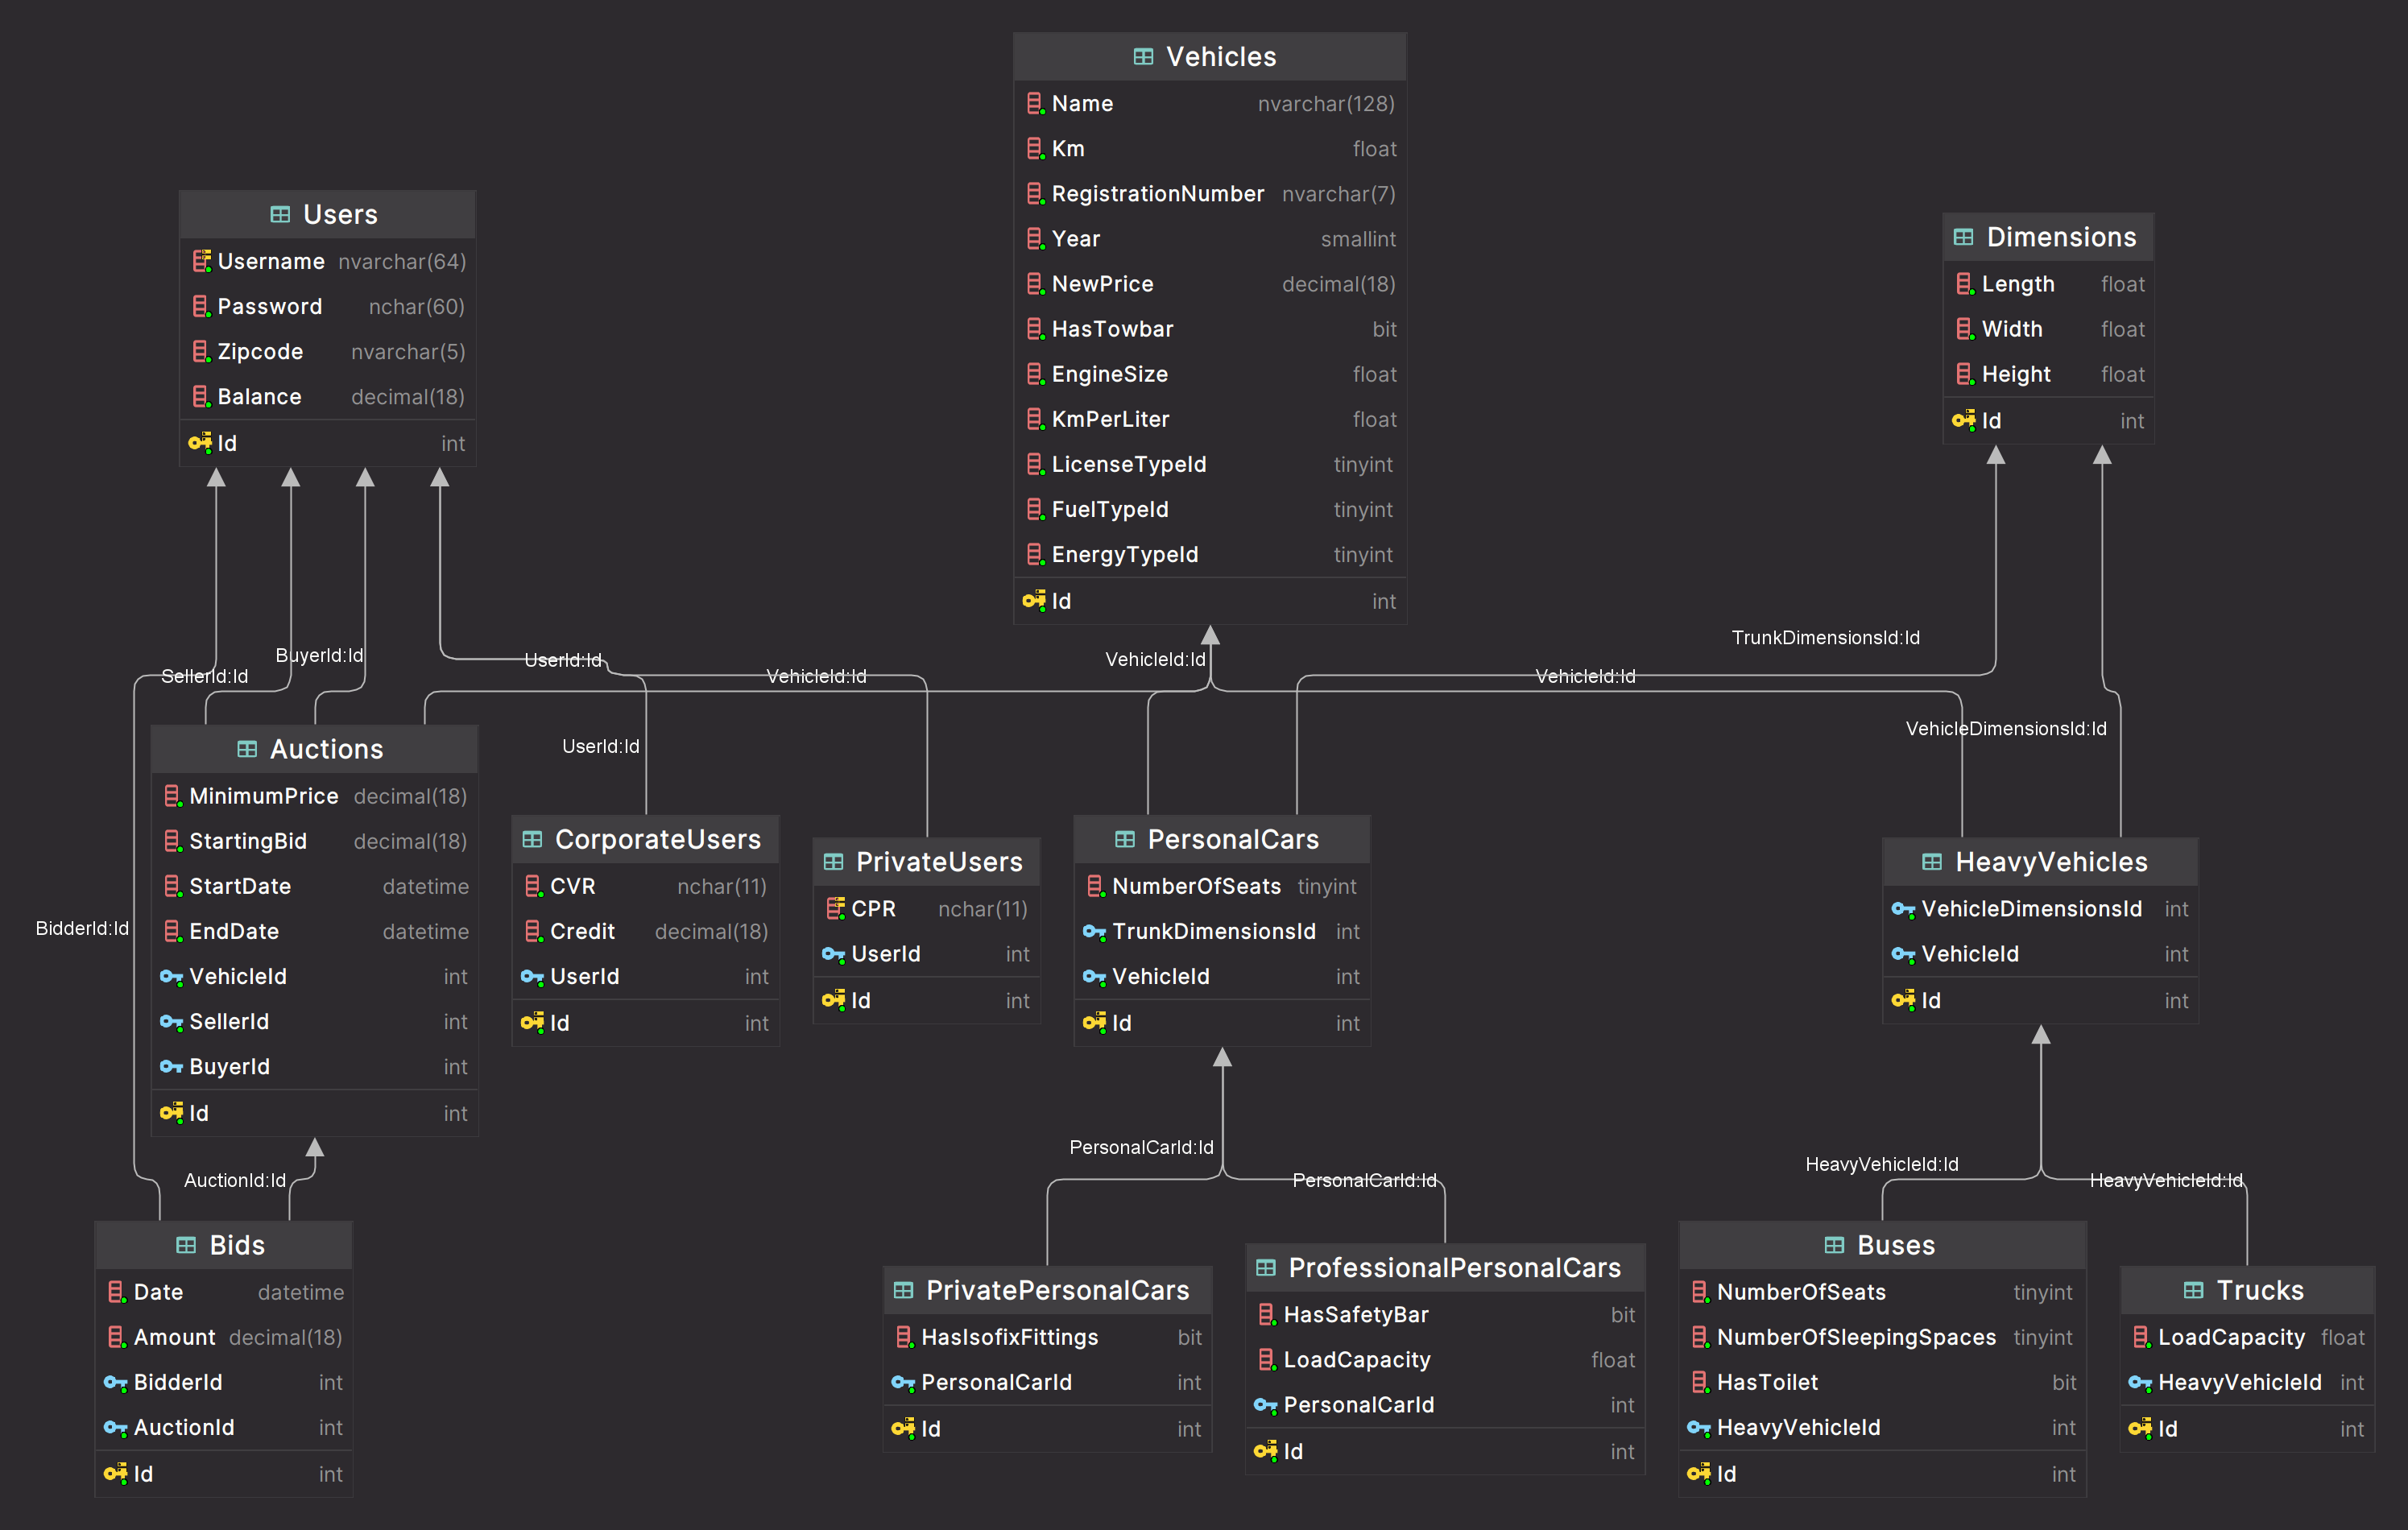 Vehicles
Name nvarchar(128)
Km float
RegistrationNumber nvarchar(7)
Year smallint
NewPrice decimal(18)
HasTowbar bit
EngineSize float
KmPerLiter float
LicenseTypeId tinyint
FuelTypeId tinyint
EnergyTypeId tinyint
Id int
Users
Username nvarchar(64)
Password nchar(60)
Zipcode nvarchar(5)
Balance decimal(18)
Id int
Dimensions
Length float
Width float
Height float
Id int
SellerId:Id
BuyerId:Id
UserId:Id
VehicleId:Id
VehicleId:Id
VehicleId:Id
TrunkDimensionsId:Id
UserId:Id
VehicleDimensionsId:Id
BidderId:Id
Auctions
MinimumPrice decimal(18)
StartingBid decimal(18)
StartDate datetime
EndDate datetime
VehicleId int
SellerId int
BuyerId int
Id int
CorporateUsers
CVR nchar(11)
Credit decimal(18)
UserId int
Id int
PrivateUsers
CPR nchar(11)
UserId int
Id int
PersonalCars
NumberOfSeats tinyint
TrunkDimensionsId int
VehicleId int
Id int
HeavyVehicles
VehicleDimensionsId int
VehicleId int
Id int
AuctionId:Id
PersonalCarId:Id
PersonalCarId:Id
HeavyVehicleId:Id
HeavyVehicleId:Id
Bids
Date datetime
Amount decimal(18)
BidderId int
AuctionId int
Id int
PrivatePersonalCars
HasIsofixFittings bit
PersonalCarId int
Id int
ProfessionalPersonalCars
HasSafetyBar bit
LoadCapacity float
PersonalCarId int
Id int
Buses
NumberOfSeats tinyint
NumberOfSleepingSpaces tinyint
HasToilet bit
HeavyVehicleId int
Id int
Trucks
LoadCapacity float
HeavyVehicleId int
Id int